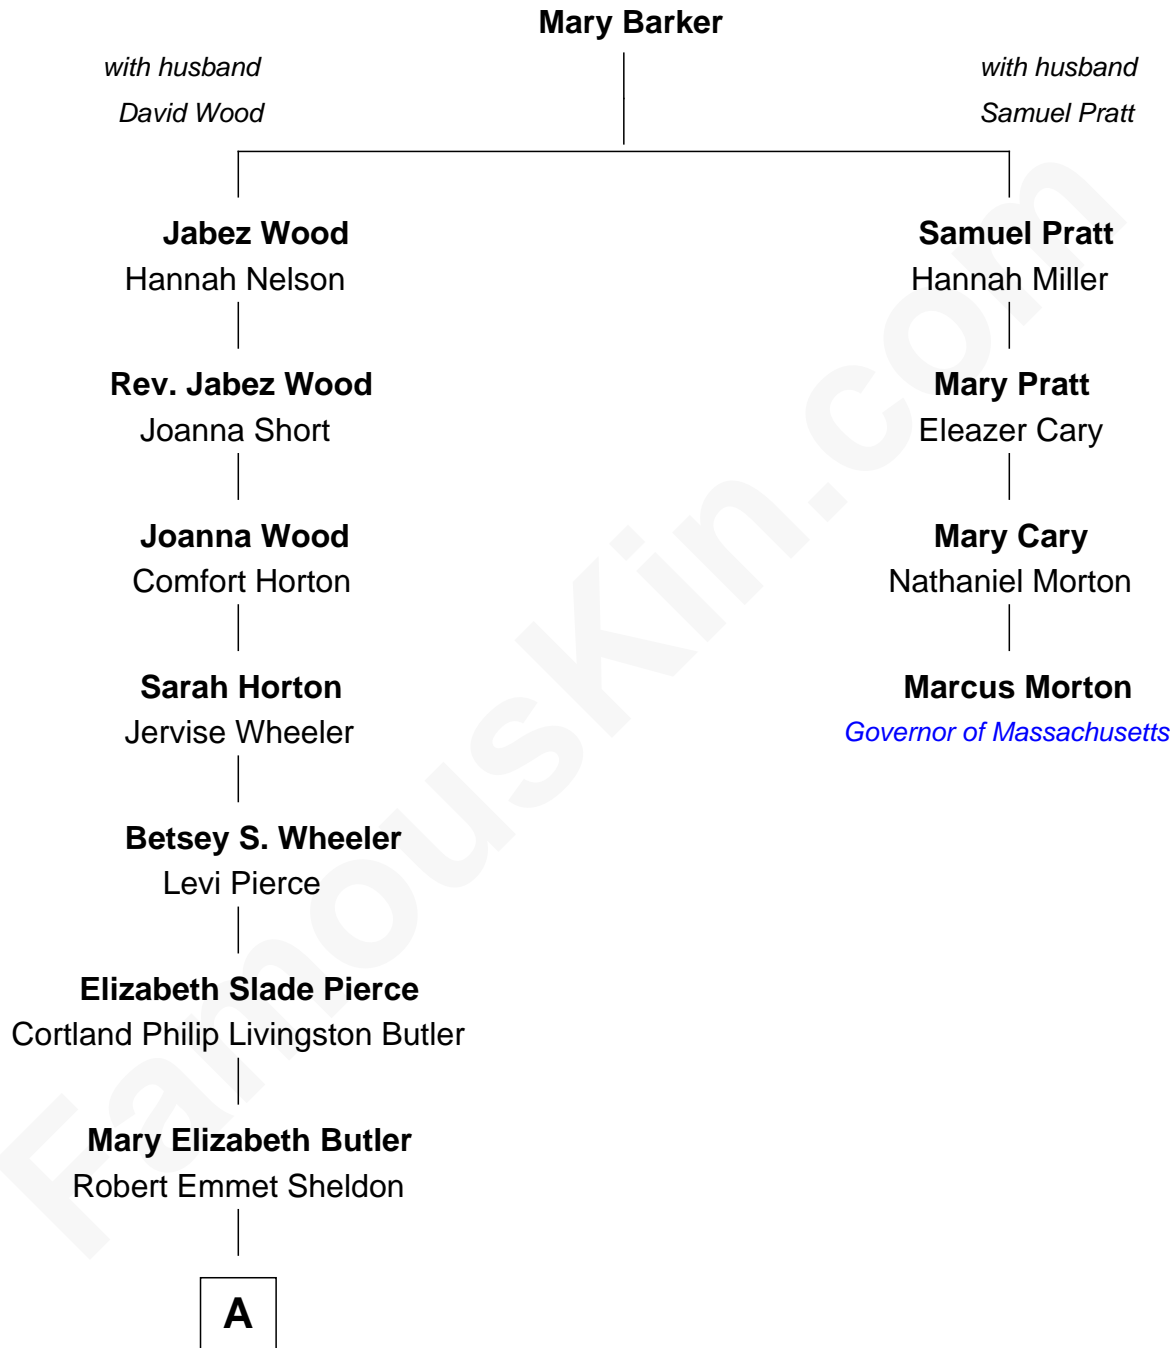 Mary Barker
with husband
David Wood
with husband
Samuel Pratt
Jabez Wood
Hannah Nelson
Samuel Pratt
Hannah Miller
Rev. Jabez Wood
Joanna Short
Mary Pratt
Eleazer Cary
Joanna Wood
Comfort Horton
Mary Cary
Nathaniel Morton
Sarah Horton
Jervise Wheeler
Marcus Morton
Governor of Massachusetts
Betsey S. Wheeler
Levi Pierce
Elizabeth Slade Pierce
Cortland Philip Livingston Butler
Mary Elizabeth Butler
Robert Emmet Sheldon
A
FamousKin.com